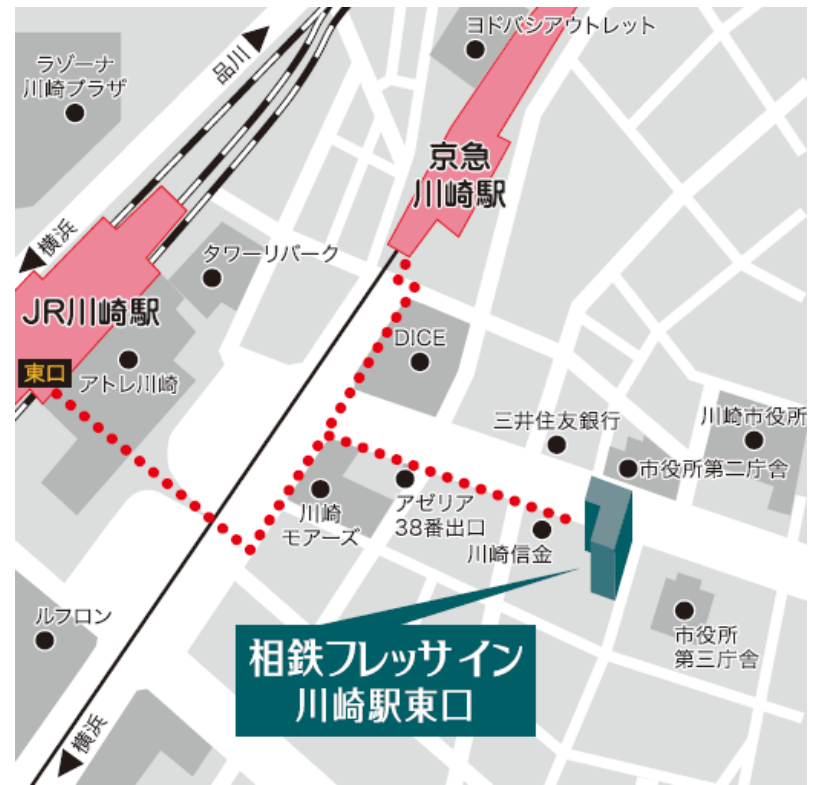 ヨドバシアウトレット
品川
ラゾーナ
川崎プラザ
京急
川崎駅
横浜
タワーリパーク
JR川崎駅
DICE
東口
アトレ川崎
三井住友銀行
川崎市役所
市役所第二庁舎
川崎
モアーズ
アゼリア
38番出口
川崎信金
ルフロン
市役所
第三庁舎
相鉄フレッサイン
川崎駅東口
横浜